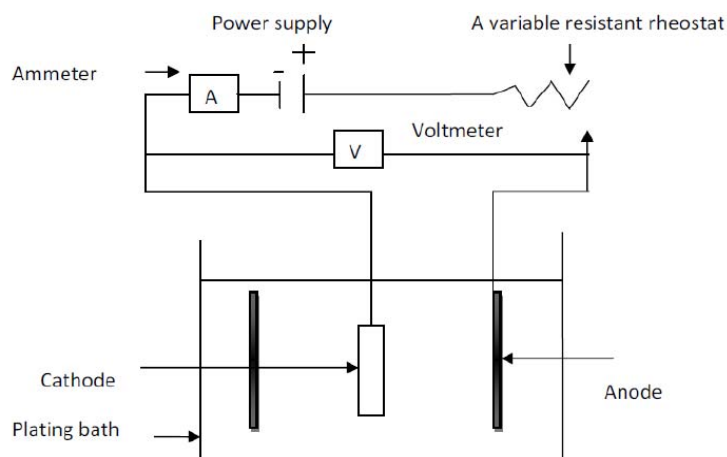 Power supply
A variable resistant rheostat
Ammeter
- +
A
Voltmeter
V
Cathode
Anode
Plating bath